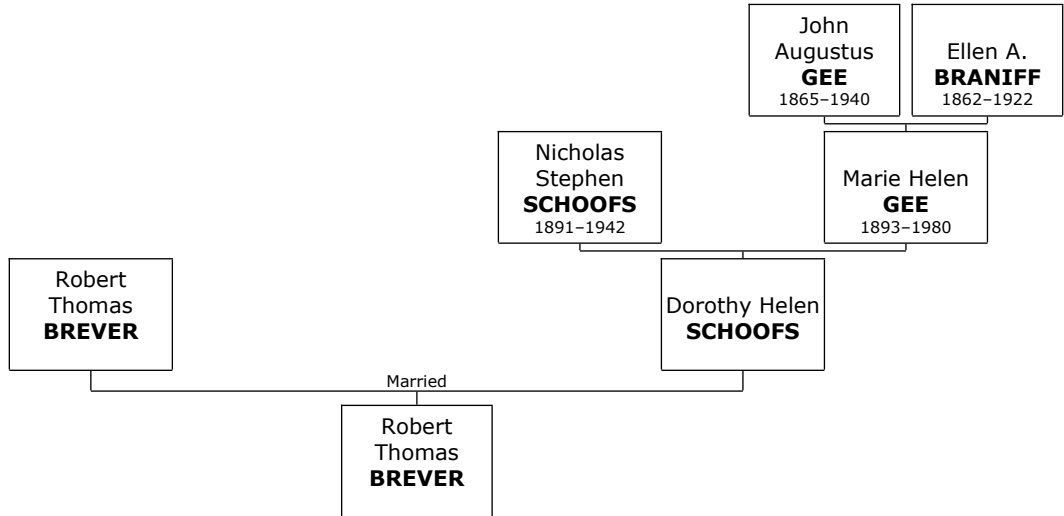 John
Augustus
GEE
1865–1940
Ellen A.
BRANIFF
1862–1922
Nicholas
Stephen
SCHOOFS
1891–1942
Marie Helen
GEE
1893–1980
Robert
Thomas
BREVER
Dorothy Helen
SCHOOFS
Married
Robert
Thomas
BREVER